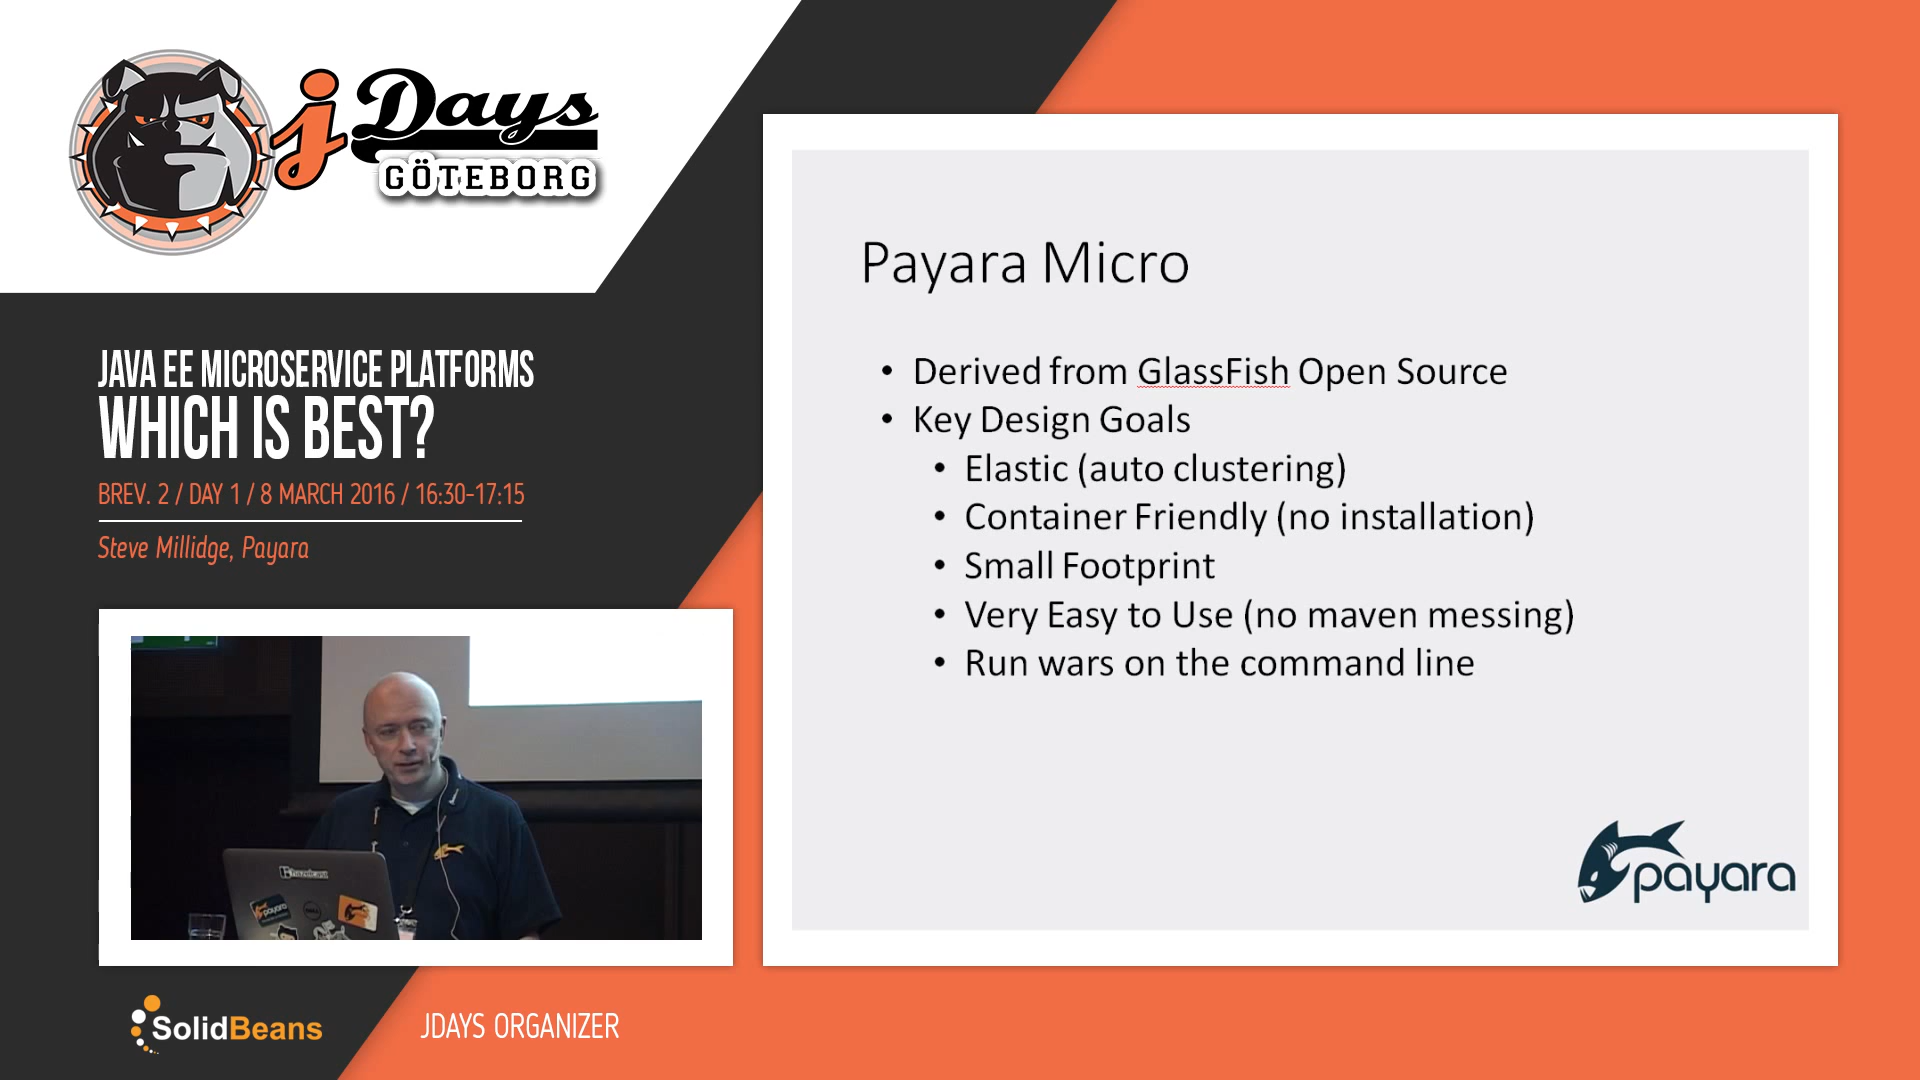 jDays
GÖTEBORG
JAVA EE MICROSERVICE PLATFORMS
WHICH IS BEST?
BREV. 2 / DAY 1 / 8 MARCH 2016 / 16:30-17:15
Steve Millidge, Payara
Payara Micro
• Derived from GlassFish Open Source
• Key Design Goals
• Elastic (auto clustering)
• Container Friendly (no installation)
• Small Footprint
• Very Easy to Use (no maven messing)
• Run wars on the command line
payara
hazelcast
payara
SolidBeans
JDAYS ORGANIZER